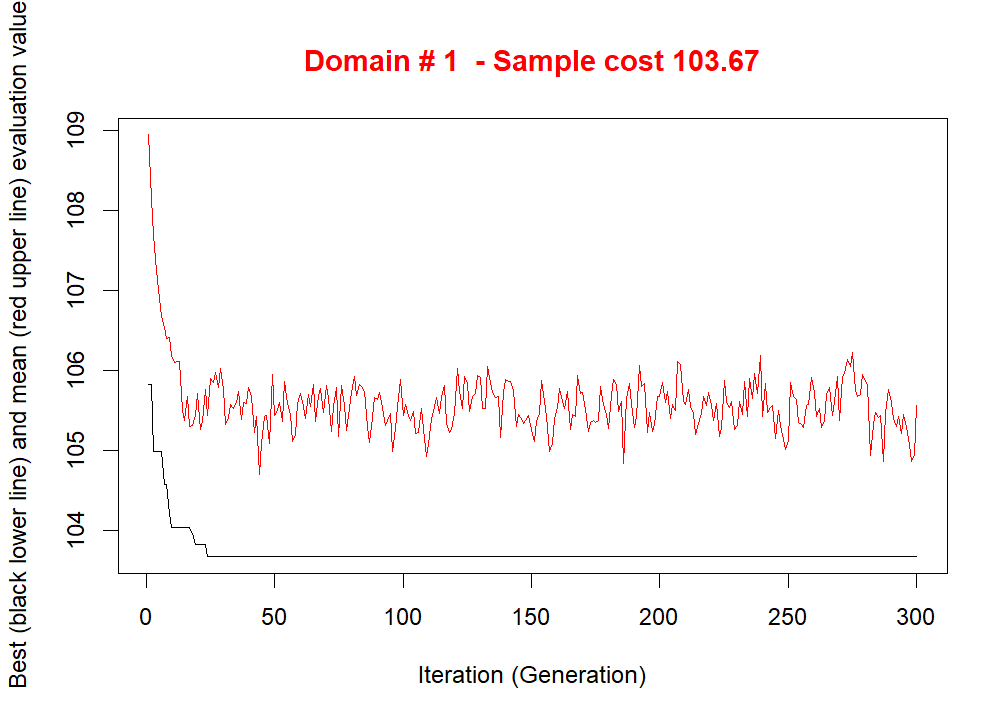 Domain # 1  - Sample cost 103.67
Best (black lower line) and mean (red upper line) evaluation value
109
108
107
106
105
104
0 50 100 150 200 250 300
Iteration (Generation)